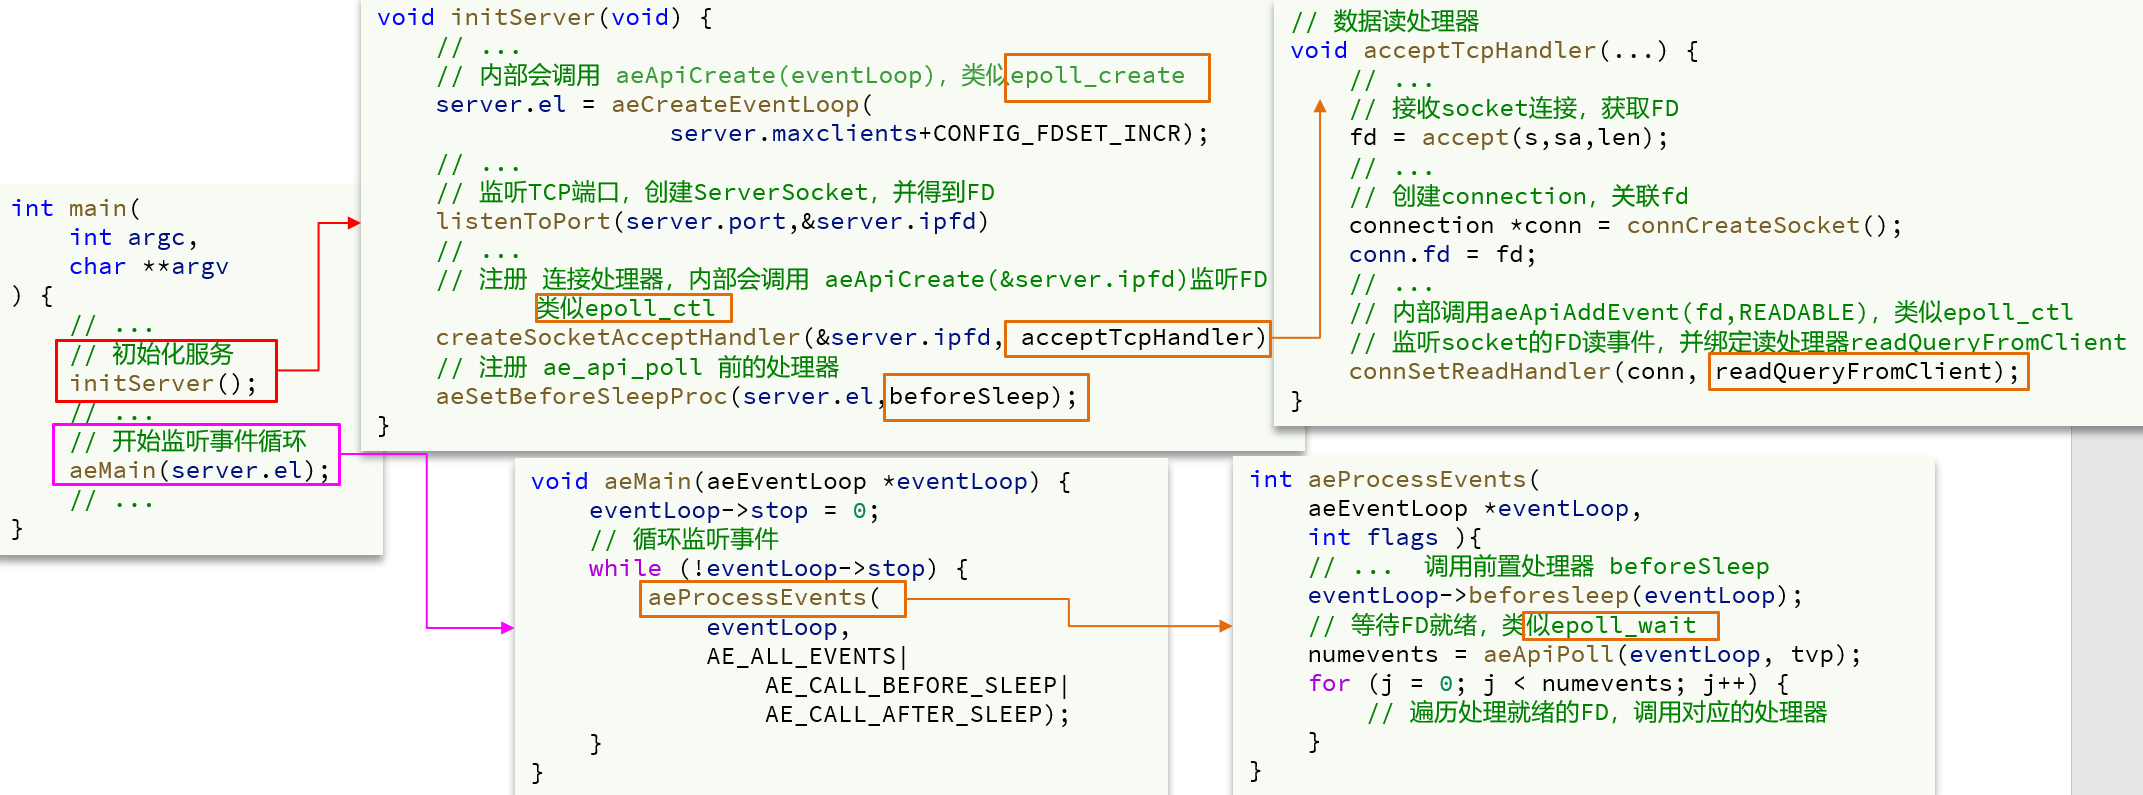 int main(
int argc,
char **argv
) {
// ...
// 初始化服务
initServer();
// ...
// 开始监听事件循环
aeMain(server.el);
// ...
}
void initServer(void) {
// ...
// 内部会调用 aeApiCreate(eventLoop)，类似epoll_create
server.el = aeCreateEventLoop(
server.maxclients+CONFIG_FDSET_INCR);
// ...
// 监听TCP端口，创建ServerSocket，并得到FD
listenToPort(server.port,&server.ipfd)
// ...
// 注册 连接处理器，内部会调用 aeApiCreate(&server.ipfd)监听FD
类似epoll_ctl
createSocketAcceptHandler(&server.ipfd, acceptTcpHandler)
// 注册 ae_api_poll 前的处理器
aeSetBeforeSleepProc(server.el,beforeSleep);
}
// 数据读处理器
void acceptTcpHandler(...) {
// ...
// 接收socket连接，获取FD
fd = accept(s,sa,len);
// ...
// 创建connection，关联fd
connection *conn = connCreateSocket();
conn.fd = fd;
// ...
// 内部调用aeApiAddEvent(fd,READABLE)，类似epoll_ctl
// 监听socket的FD读事件，并绑定读处理器readQueryFromClient
connSetReadHandler(conn, readQueryFromClient);
}
void aeMain(aeEventLoop *eventLoop) {
eventLoop->stop = 0;
// 循环监听事件
while (!eventLoop->stop) {
aeProcessEvents(
eventLoop,
AE_ALL_EVENTS|
AE_CALL_BEFORE_SLEEP|
AE_CALL_AFTER_SLEEP);
}
}
int aeProcessEvents(
aeEventLoop *eventLoop,
int flags ){
// ... 调用前置处理器 beforeSleep
eventLoop->beforesleep(eventLoop);
// 等待FD就绪，类似epoll_wait
numevents = aeApiPoll(eventLoop, tvp);
for (j = 0; j < numevents; j++) {
// 遍历处理就绪的FD，调用对应的处理器
}
}